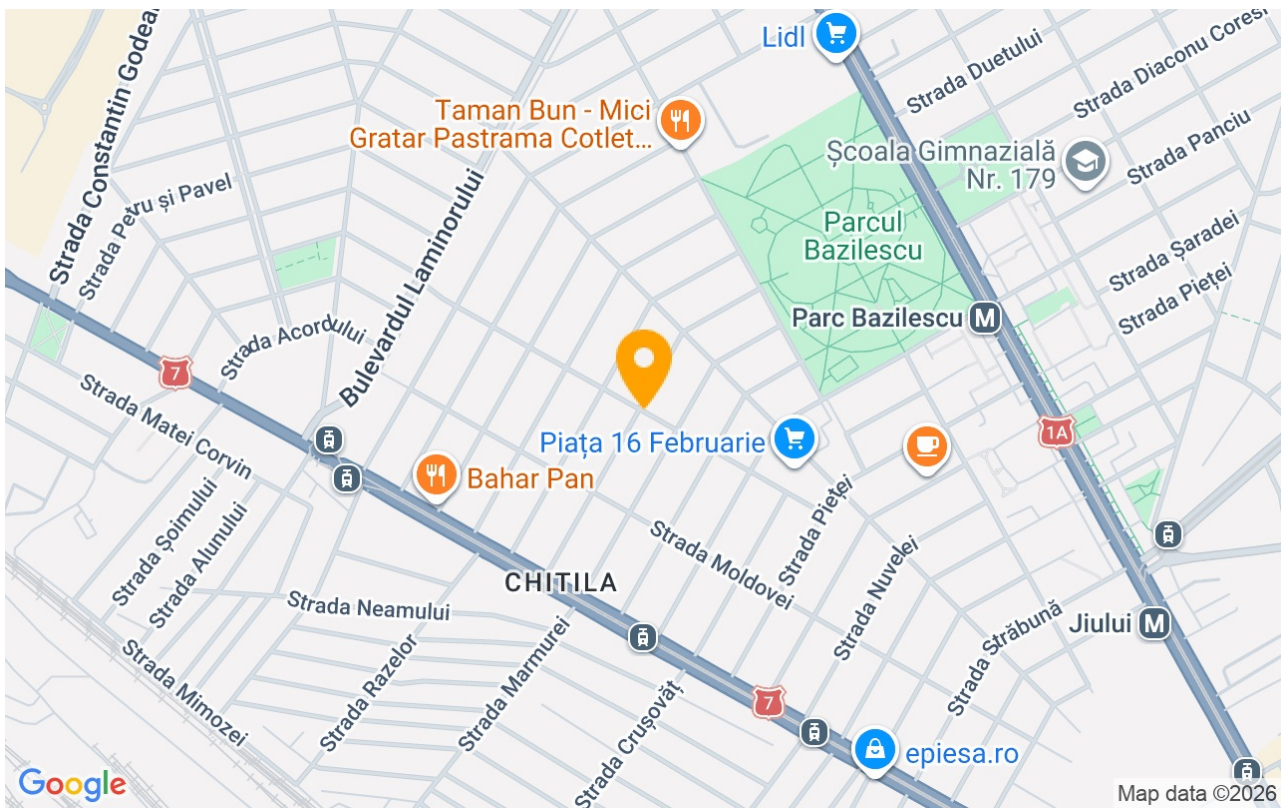 Strada Constantin Godean
Lidl
Strada Duetului
Strada Diaconu Coresi
Taman Bun - Mici
Gratar Pastrama Cotlet...
Școala Gimnazială
Nr. 179
Strada Panciu
Strada Petru și Pavel
Bulevardul Laminorului
Parcul
Bazilescu
Strada Șaradei
Strada Pieței
Parc Bazilescu
M
Strada Acordului
7
Strada Matei Corvin
1A
Piața 16 Februarie
Bahar Pan
Strada Șoimului
Strada Alunului
Strada Moldovei
Strada Pieței
Strada Nuvelei
CHITILA
Strada Neamului
Strada Străbună
Jiului
M
Strada Mimozei
Strada Razelor
Strada Marmurei
Strada Crușovăț
7
epiesa.ro
Google
Map data ©2026